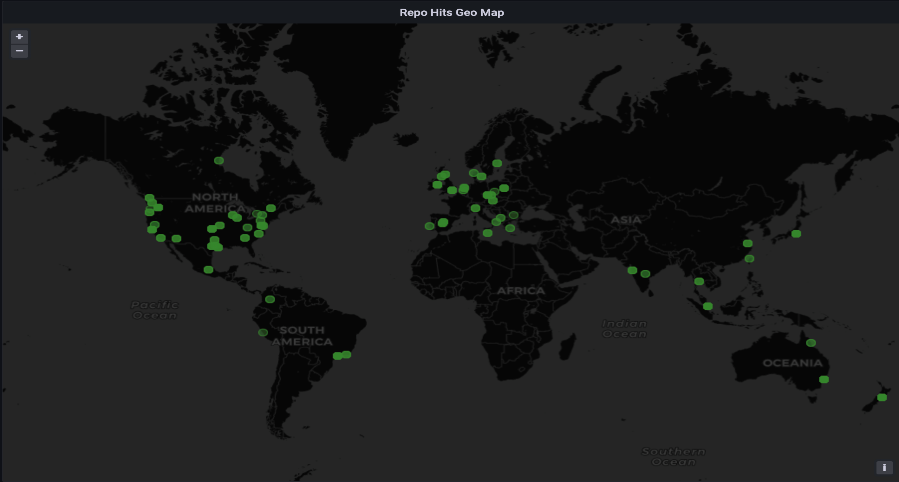 Repo Hits Geo Map
+
−
NORTH
AMERICA
ASIA
AFRICA
Pacific
Ocean
SOUTH
AMERICA
Indian
Ocean
OCEANIA
Southern
Ocean
i